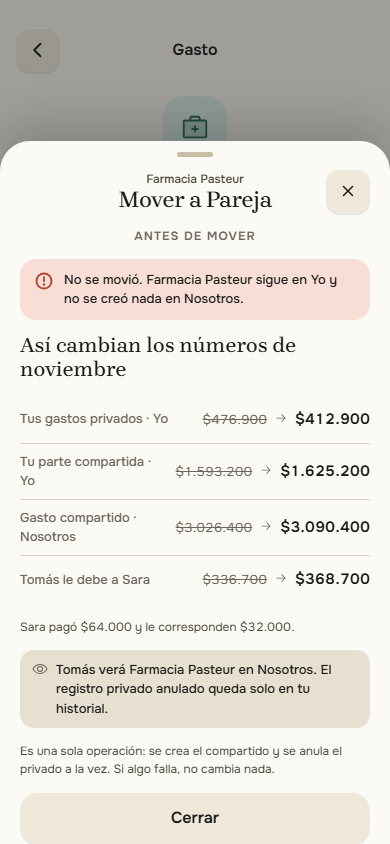 Gasto
Farmacia Pasteur
Mover a Pareja
ANTES DE MOVER
No se movió. Farmacia Pasteur sigue en Yo y
no se creó nada en Nosotros.
Así cambian los números de
noviembre
Tus gastos privados · Yo $476.900 → $412.900
Tu parte compartida ·
Yo $1.593.200 → $1.625.200
Gasto compartido ·
Nosotros $3.026.400 → $3.090.400
Tomás le debe a Sara $336.700 → $368.700
Sara pagó $64.000 y le corresponden $32.000.
Tomás verá Farmacia Pasteur en Nosotros. El
registro privado anulado queda solo en tu
historial.
Es una sola operación: se crea el compartido y se anula el
privado a la vez. Si algo falla, no cambia nada.
Cerrar